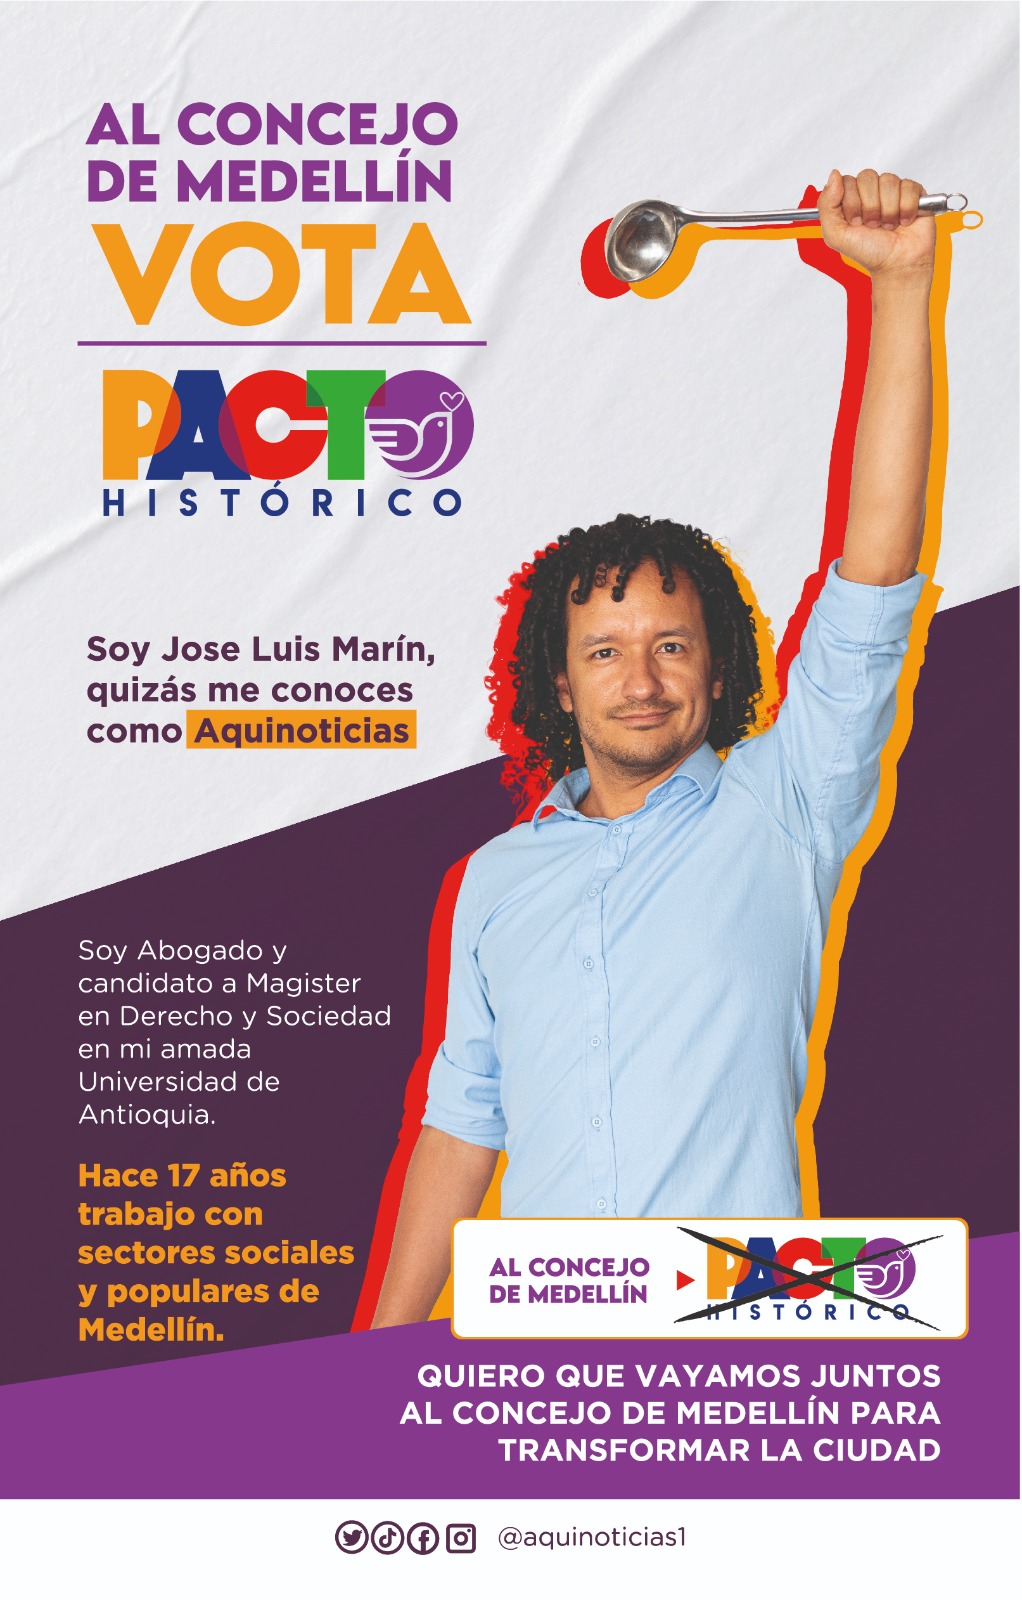 AL CONCEJO
DE MEDELLÍN
VOTA
PACTO
HISTÓRICO
Soy Jose Luis Marín,
quizás me conoces
como Aquinoticias
Soy Abogado y
candidato a Magister
en Derecho y Sociedad
en mi amada
Universidad de
Antioquia.
Hace 17 años
trabajo con
sectores sociales
y populares de
Medellín.
AL CONCEJO
DE MEDELLÍN
PACTO
HISTÓRICO
QUIERO QUE VAYAMOS JUNTOS
AL CONCEJO DE MEDELLÍN PARA
TRANSFORMAR LA CIUDAD
@aquinoticias1